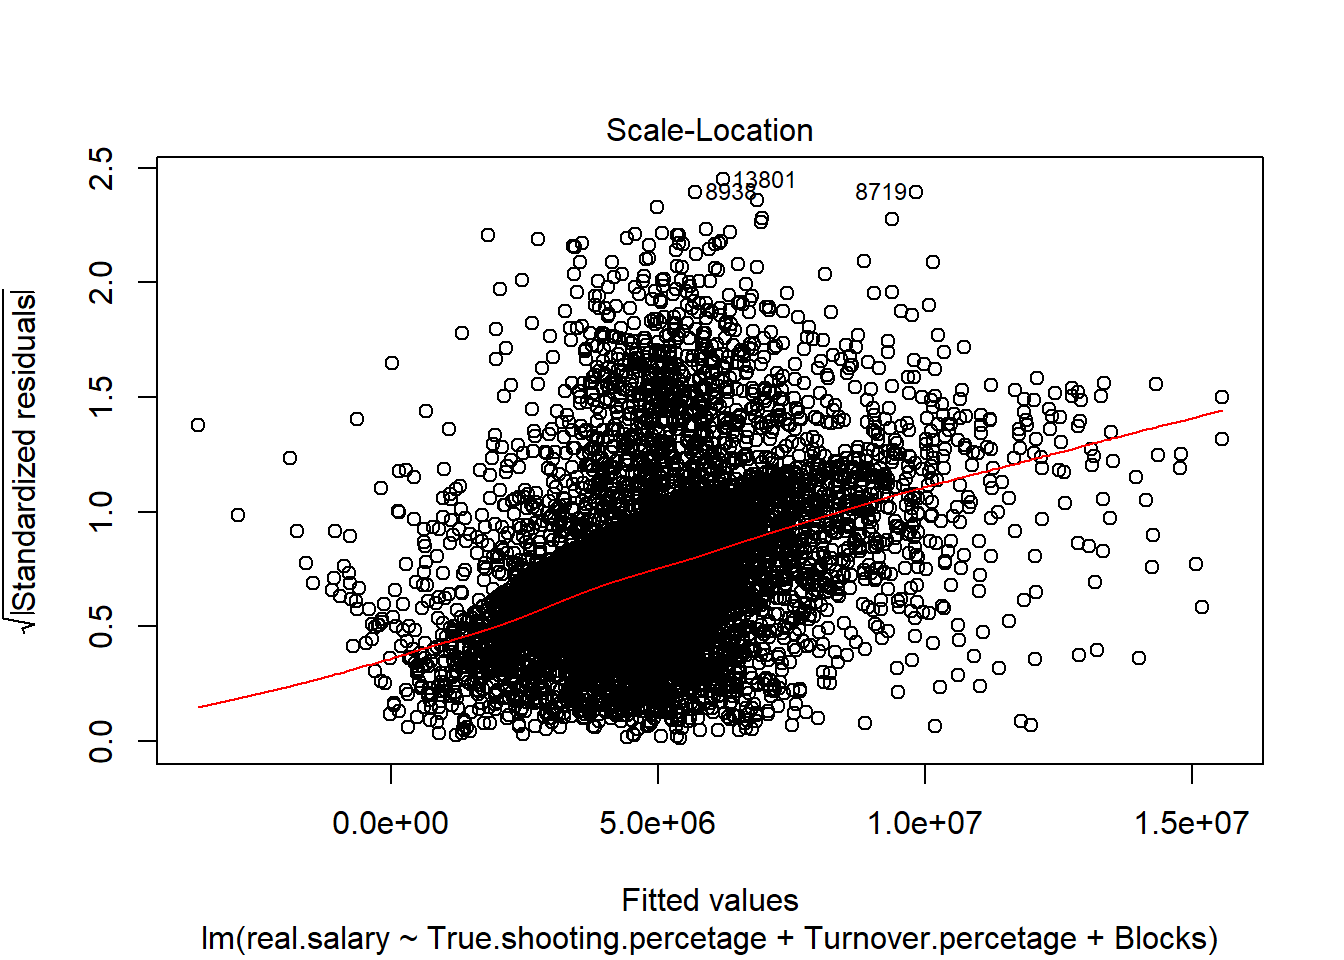 Scale-Location
√|Standardized residuals|
2.5
2.0
1.5
1.0
0.5
0.0
13801
8938
8719
0.0e+00 5.0e+06 1.0e+07 1.5e+07
Fitted values
lm(real.salary ~ True.shooting.percetage + Turnover.percetage + Blocks)